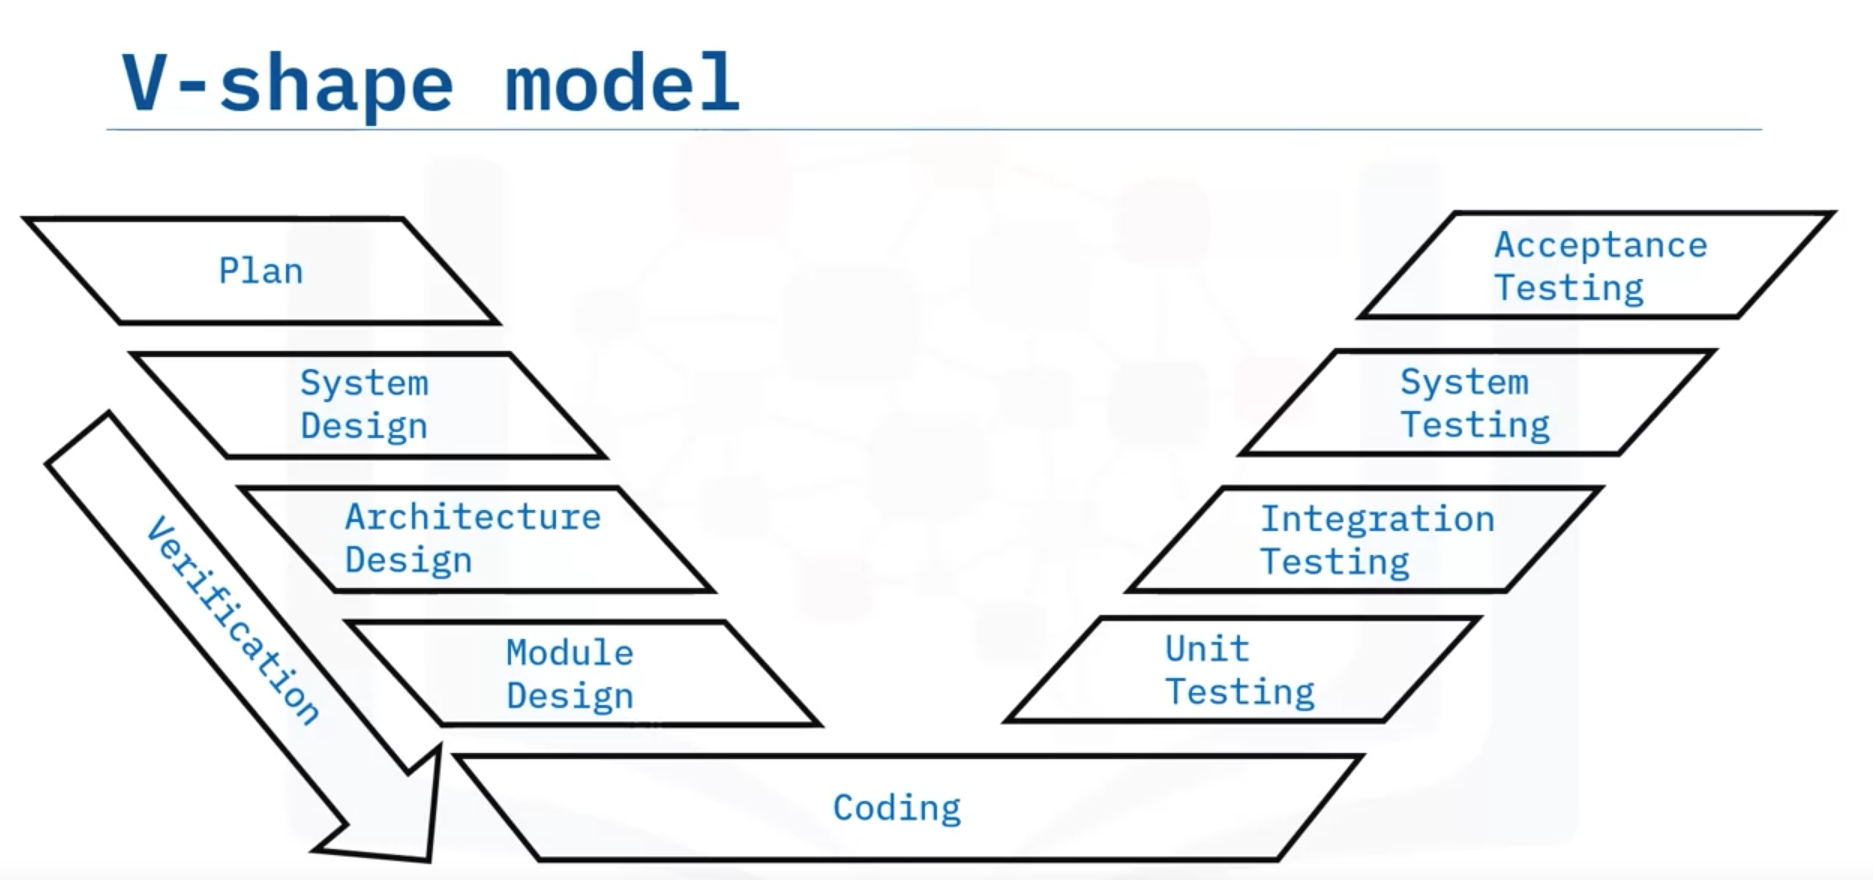 V-shape model
Plan
System
Design
Architecture
Design
Module
Design
Verification
Coding
Unit
Testing
Integration
Testing
System
Testing
Acceptance
Testing